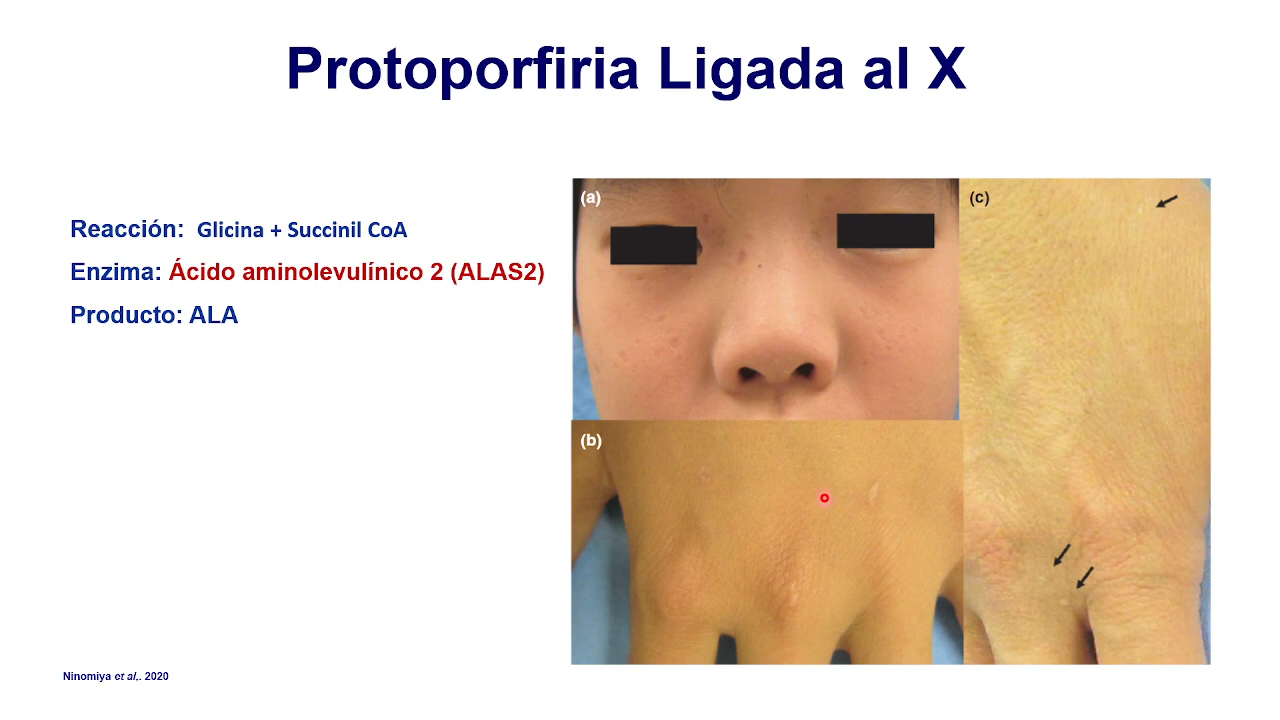 Protoporfiria Ligada al X
Reacción: Glicina + Succinil CoA
Enzima: Ácido aminolevulínico 2 (ALAS2)
Producto: ALA
(a)
(b)
(c)
Ninomiya et al,. 2020